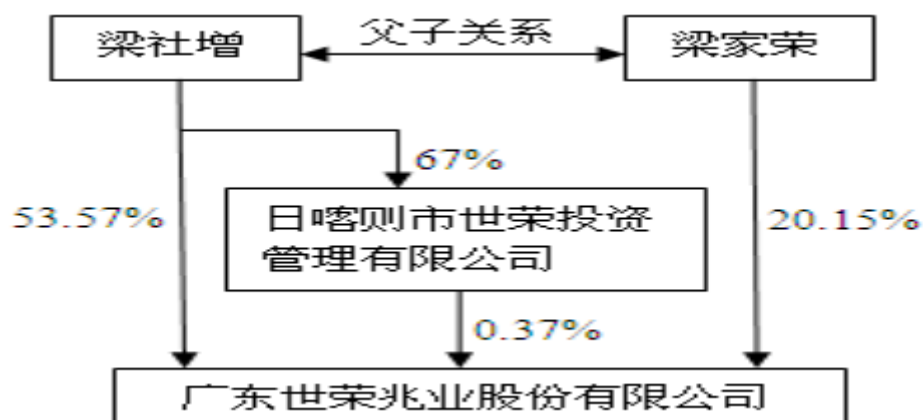 梁社增
父子关系
梁家荣
67%
53.57%
日喀则市世荣投资
管理有限公司
20.15%
0.37%
广东世荣兆业股份有限公司